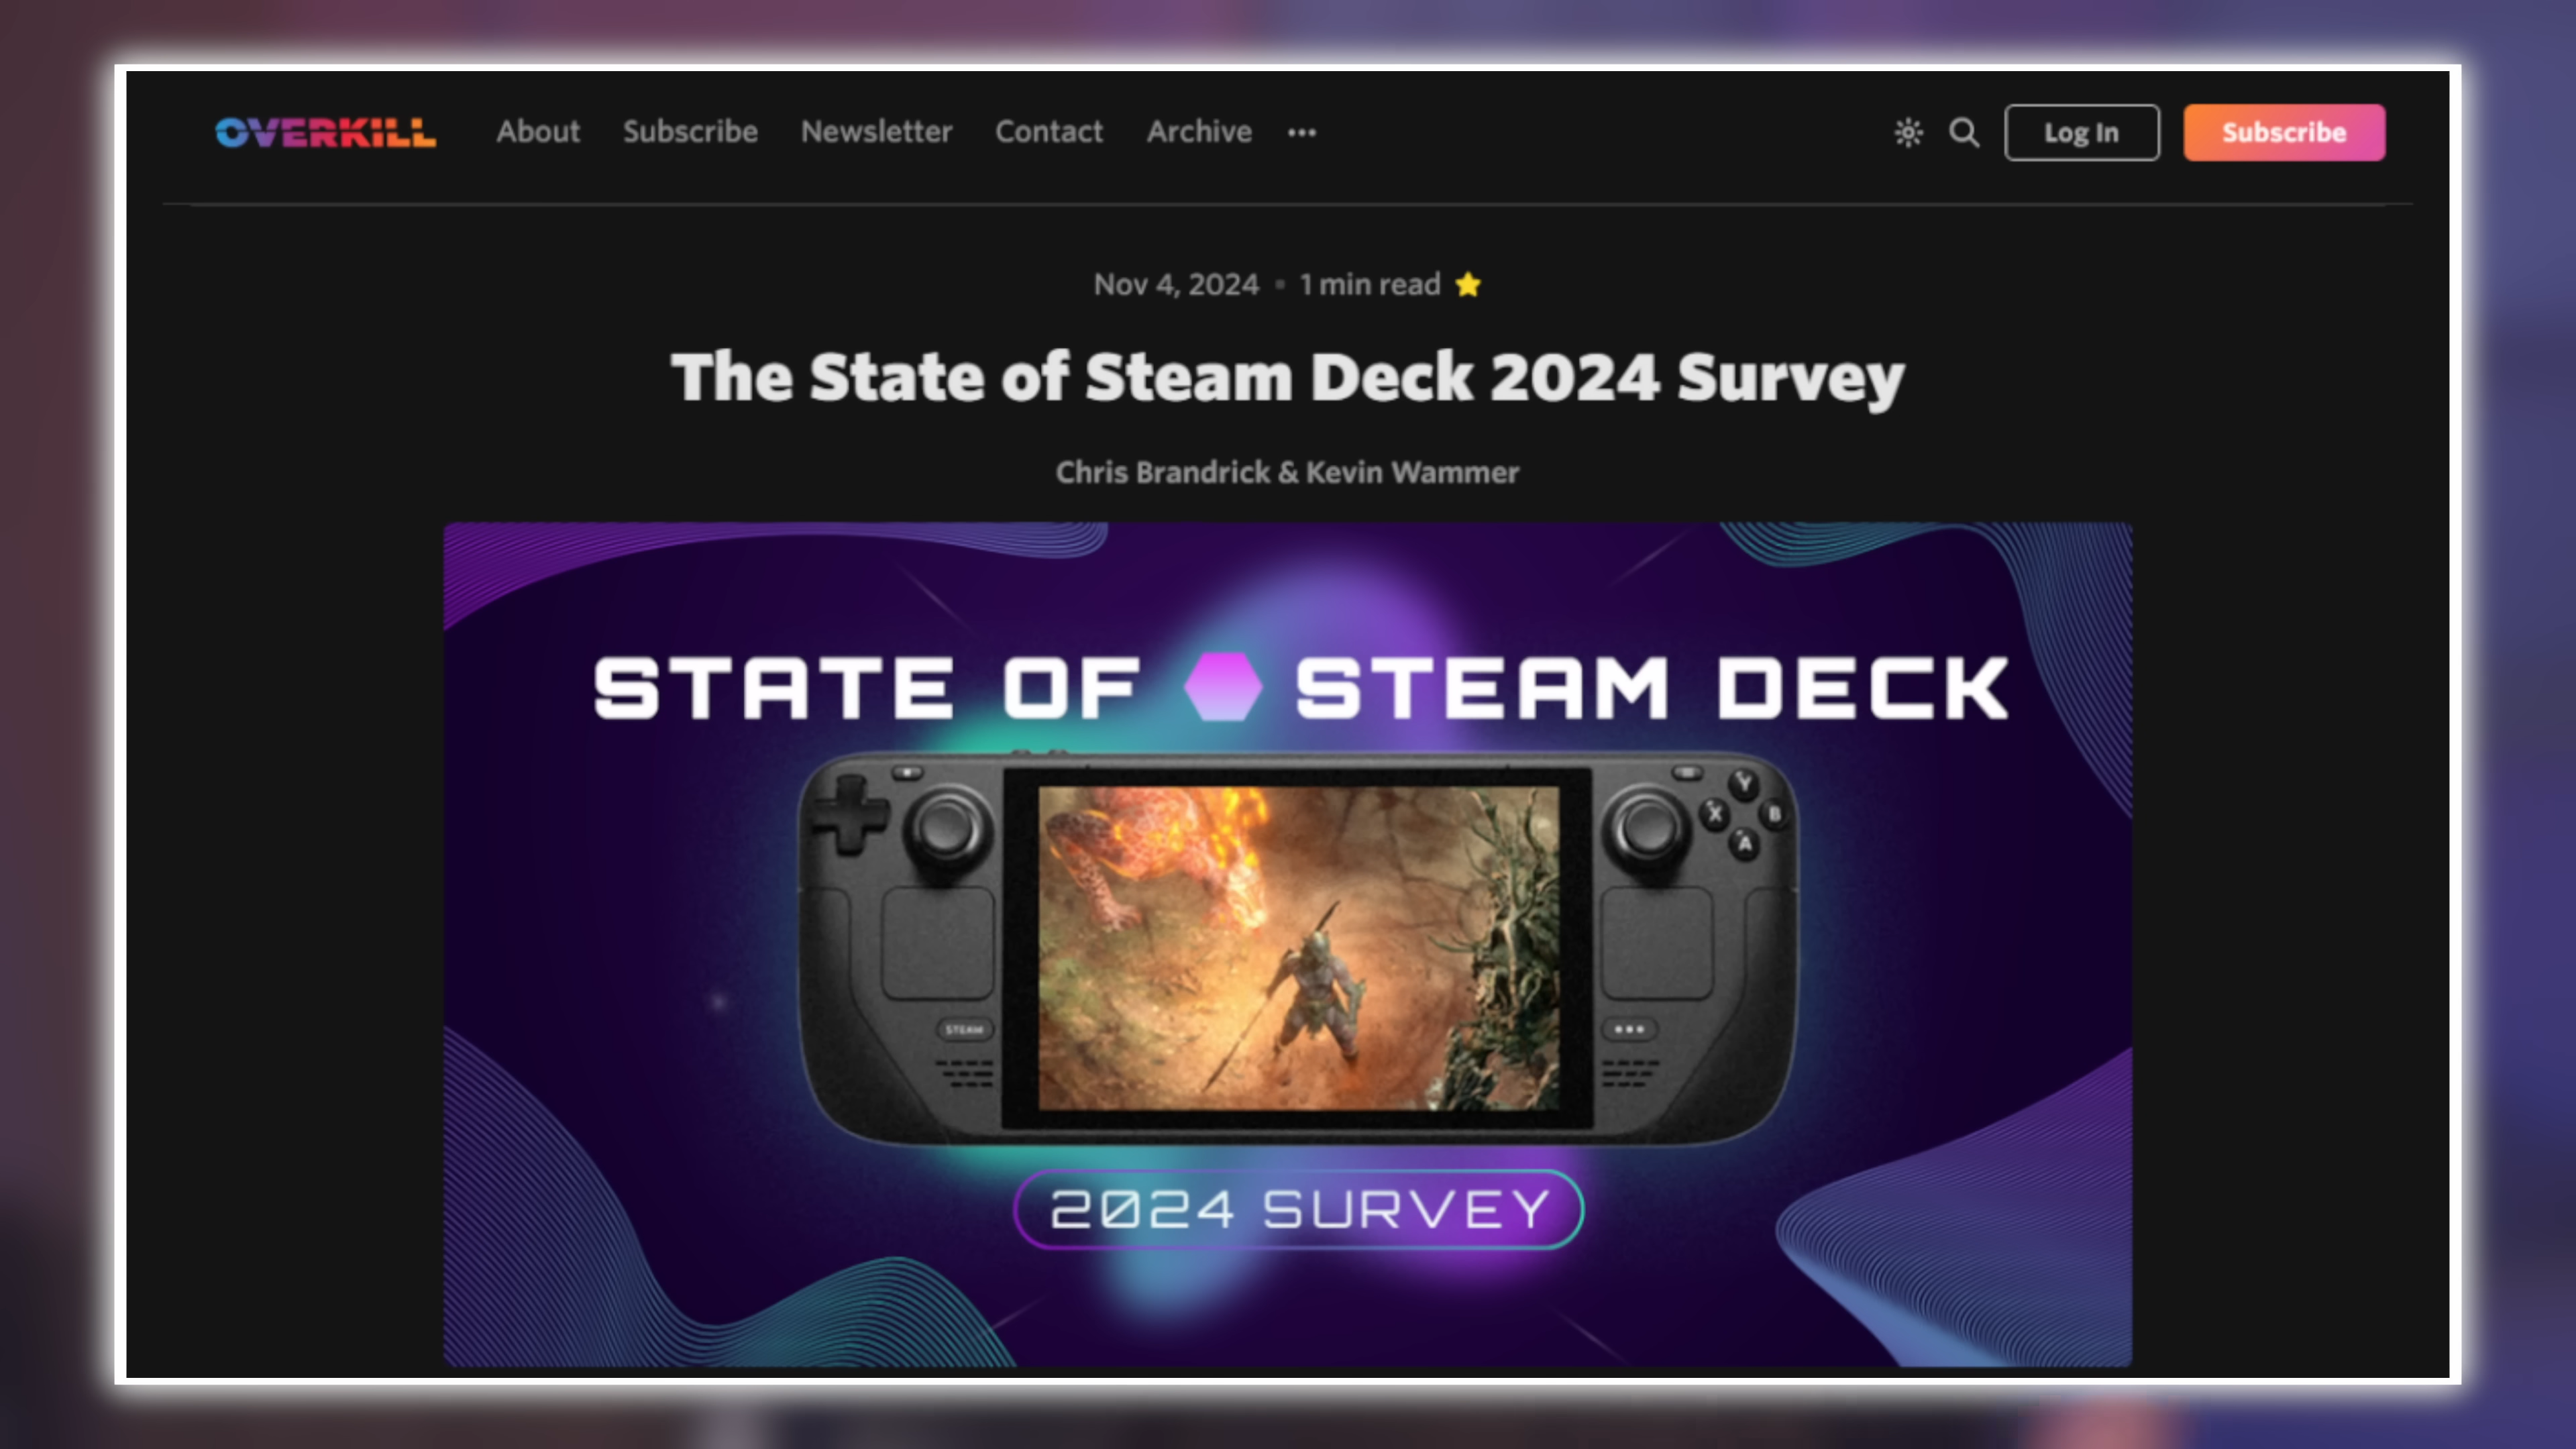 OVERKILL About Subscribe Newsletter Contact Archive ••• Log In Subscribe
Nov 4, 2024 ▪ 1 min read ⭐
The State of Steam Deck 2024 Survey
Chris Brandrick & Kevin Wammer
STATE OF STEAM DECK
Y
X B
A
STEAM •••
2024 SURVEY